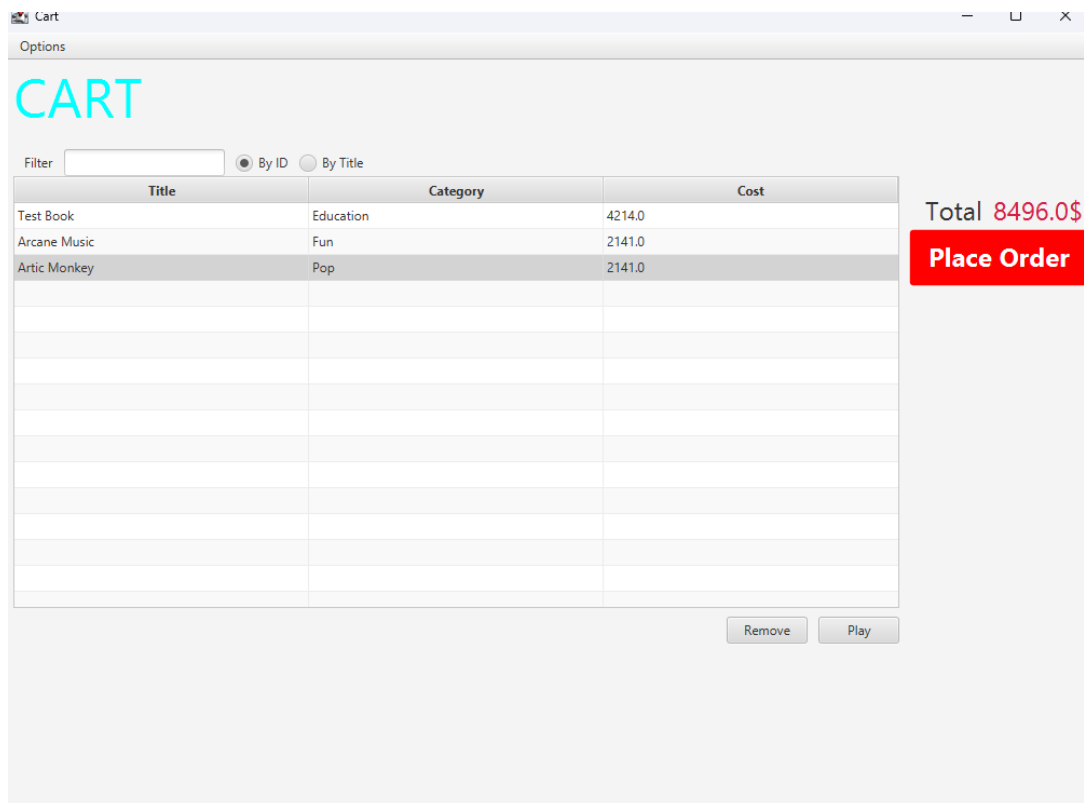 Cart
Options
CART
Filter By ID By Title
Title Category Cost
Test Book Education 4214.0
Arcane Music Fun 2141.0
Artic Monkey Pop 2141.0
Total 8496.0$
Place Order
Remove Play